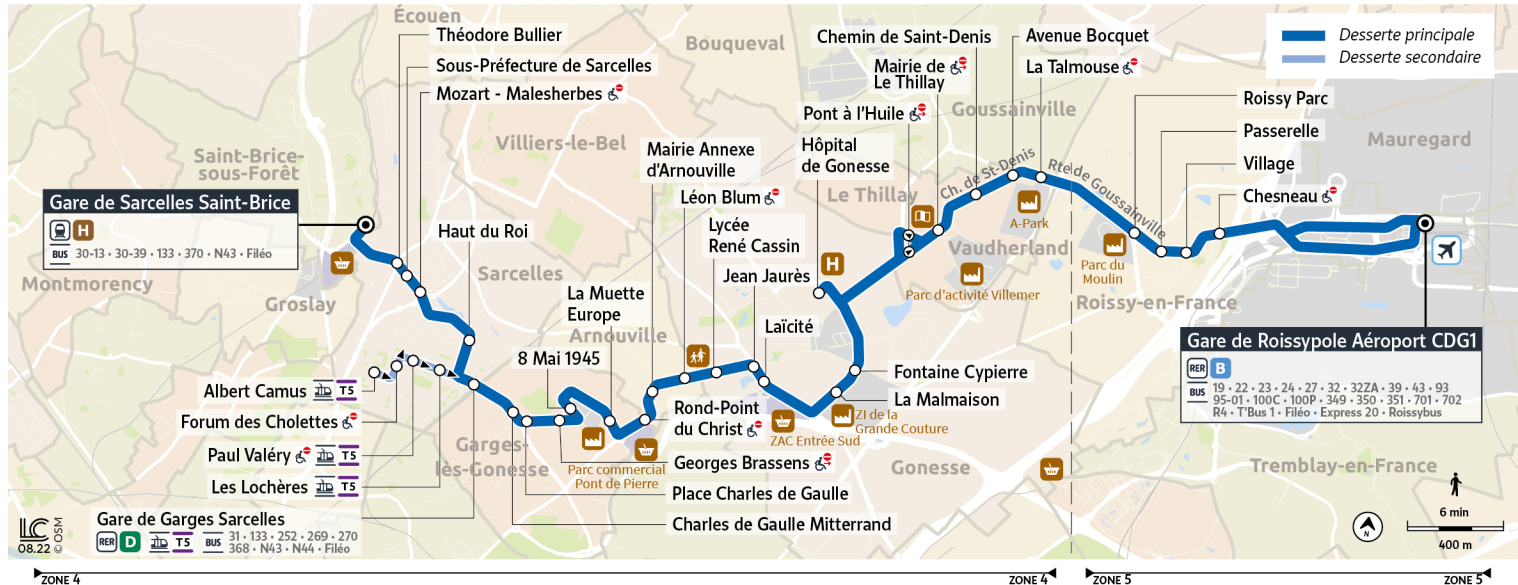 Écouen
Théodore Bullier
Sous-Préfecture de Sarcelles
Mozart - Malesherbes
Bouqueval
Chemin de Saint-Denis
Mairie de
Le Thillay
Pont à l'Huile
Hôpital
de Gonesse
Avenue Bocquet
La Talmouse
Goussainville
Desserte principale
Desserte secondaire
Roissy Parc
Passerelle
Village
Chesneau
Mauregard
Saint-Brice-
sous-Forêt
Villiers-le-Bel
Mairie Annexe
d'Arnouville
Léon Blum
Lycée
René Cassin
Jean Jaurès
Le Thillay
Ch. de St-Denis
Rte de Goussainville
A-Park
Vaudherland
Parc d'activité Villemer
Parc du
Moulin
Roissy-en-France
Gare de Sarcelles Saint-Brice
H
BUS
30-13 • 30-39 • 133 • 370 • N43 • Filéo
Montmorency
Groslay
Haut du Roi
Sarcelles
La Muette
Europe
Arnouville
8 Mai 1945
Laïcité
H
Gare de Roissypole Aéroport CDG1
RER B
BUS
19 • 22 • 23 • 24 • 27 • 32 • 32ZA • 39 • 43 • 93
95-01 • 100C • 100P • 349 • 350 • 351 • 701 • 702
R4 • T'Bus 1 • Filéo • Express 20 • Roissybus
Albert Camus T5
Forum des Cholettes
Paul Valéry T5
Les Lochères T5
Fontaine Cypierre
La Malmaison
ZI de la
Grande Couture
ZAC Entrée Sud
Rond-Point
du Christ
Garges-
lès-Gonesse
Parc commercial
Pont de Pierre
Georges Brassens
Place Charles de Gaulle
Charles de Gaulle Mitterrand
Gonesse
Tremblay-en-France
Gare de Garges Sarcelles
RER D T5 BUS
31 • 133 • 252 • 269 • 270
368 • N43 • N44 • Filéo
LC
08.22
© OSM
N
6 min
400 m
ZONE 4
ZONE 4
ZONE 5
ZONE 5